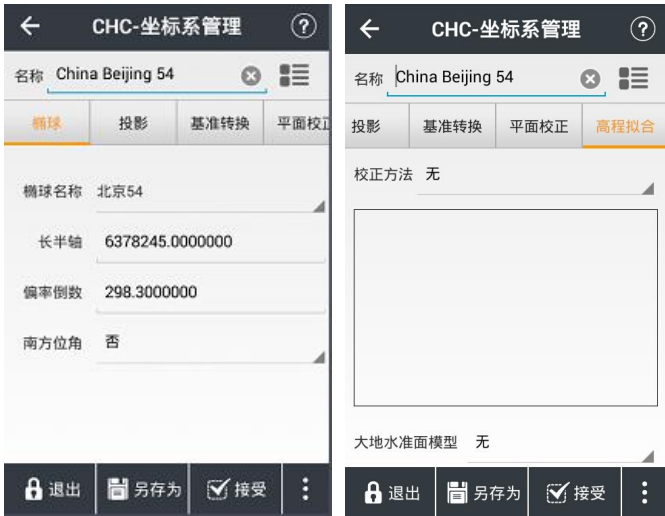 CHC-坐标系管理
名称 China Beijing 54
椭球 投影 基准转换 平面校正
椭球名称 北京54
长半轴 6378245.0000000
偏率倒数 298.3000000
南方位角 否
退出 另存为 接受
CHC-坐标系管理
名称 China Beijing 54
投影 基准转换 平面校正 高程拟合
校正方法 无
大地水准面模型 无
退出 另存为 接受